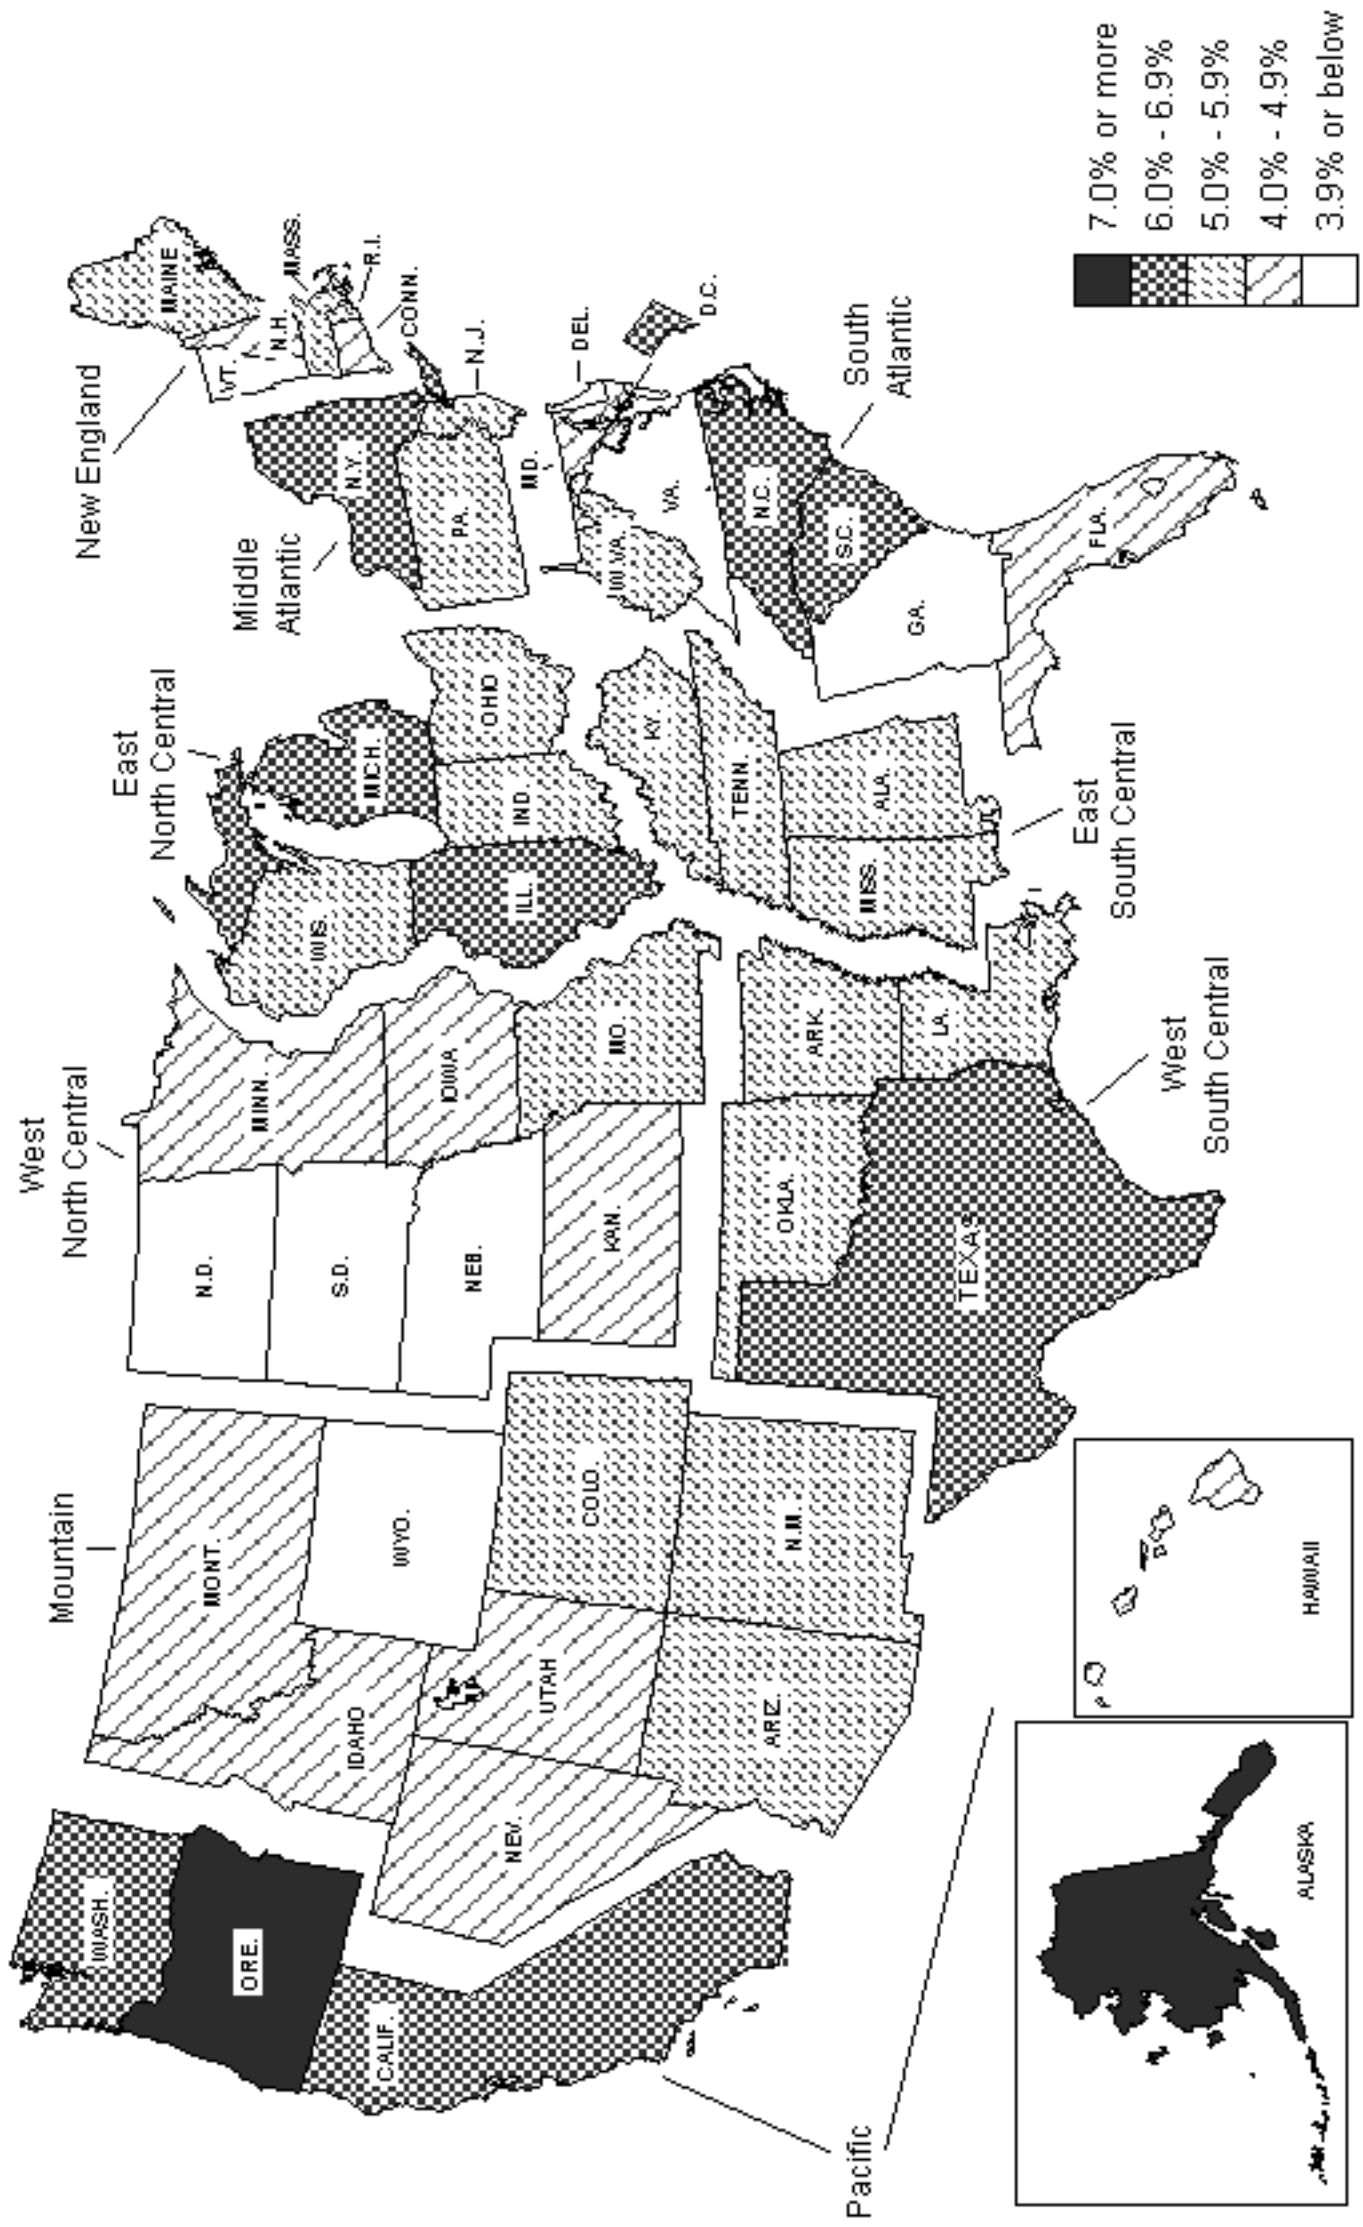 Pacific
WASH.
ORE.
CALIF.
Mountain
MONT.
IDAHO
WYO.
NEV.
UTAH
COLO.
ARIZ.
N.M.
West
North Central
N.D.
S.D.
NEB.
KAN.
MINN.
IOWA
MO.
West
South Central
OKLA.
TEXAS
ARK.
LA.
East
North Central
WIS.
MICH.
ILL.
IND.
OHIO
East
South Central
KY.
TENN.
MISS.
ALA.
Middle
Atlantic
N.Y.
PA.
N.J.
New England
MAINE
VT.
N.H.
MASS.
R.I.
CONN.
South
Atlantic
DEL.
MD.
D.C.
W.VA.
VA.
N.C.
S.C.
GA.
FLA.
ALASKA
HAWAII
7.0% or more
6.0% - 6.9%
5.0% - 5.9%
4.0% - 4.9%
3.9% or below